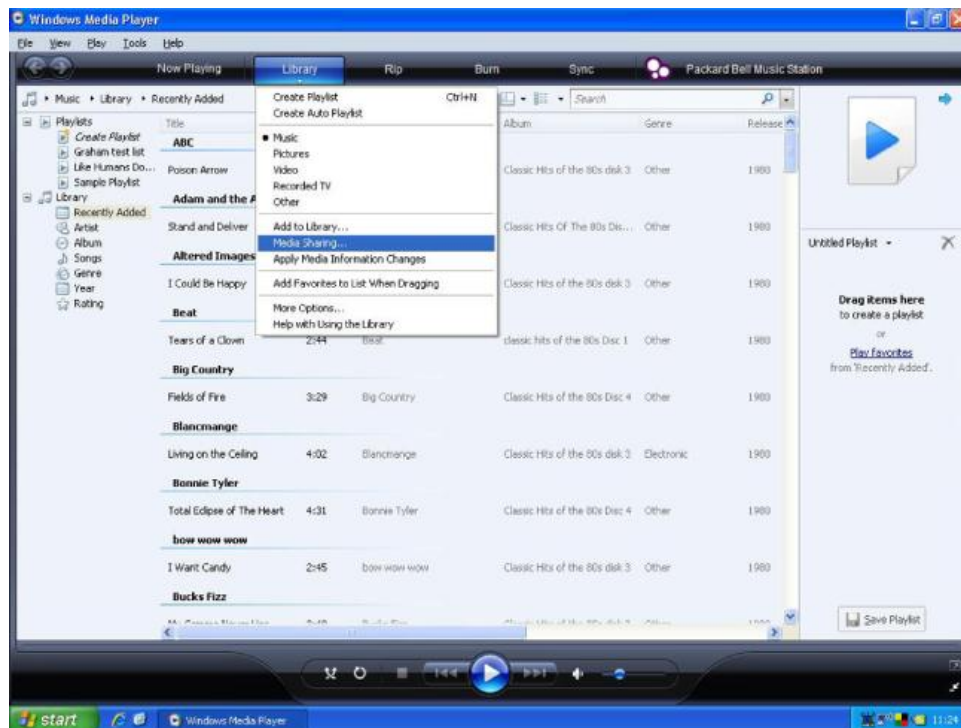 Windows Media Player
File View Play Tools Help
Now Playing Library Rip Burn Sync Packard Bell Music Station
Music Library Recently Added Search
Create Playlist Ctrl+N
Create Auto Playlist
Music
Pictures
Video
Recorded TV
Other
Add to Library...
Media Sharing...
Apply Media Information Changes
Add Favorites to List When Dragging
More Options...
Help with Using the Library
Playlists
Create Playlist
Graham test list
Like Humans Do...
Sample Playlist
Library
Recently Added
Artist
Album
Songs
Genre
Year
Rating
Title Album Genre Release
ABC
Poison Arrow Classic Hits of the 80s disk 3 Other 1980
Adam and the A
Stand and Deliver Classic Hits Of The 80s Dis... Other 1980
Altered Images
I Could Be Happy Classic Hits of the 80s disk 3 Other 1980
Beat
Tears of a Clown 2:44 Beat classic hits of the 80s Disc 1 Other 1980
Big Country
Fields of Fire 3:29 Big Country Classic Hits of the 80s Disc 4 Other 1980
Blancmange
Living on the Ceiling 4:02 Blancmange Classic Hits of the 80s disk 3 Electronic 1980
Bonnie Tyler
Total Eclipse of The Heart 4:31 Bonnie Tyler Classic Hits of the 80s Disc 4 Other 1980
bow wow wow
I Want Candy 2:45 bow wow wow Classic Hits of the 80s disk 3 Other 1980
Bucks Fizz
Untitled Playlist
Drag items here
to create a playlist
or
Play favorites
from 'Recently Added'.
Save Playlist
start Windows Media Player 11:24